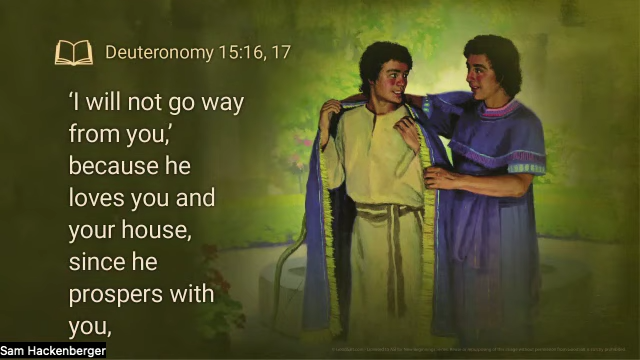 Deuteronomy 15:16, 17
‘I will not go way
from you,’
because he
loves you and
your house,
since he
prospers with
you,
Sam Hackenberger